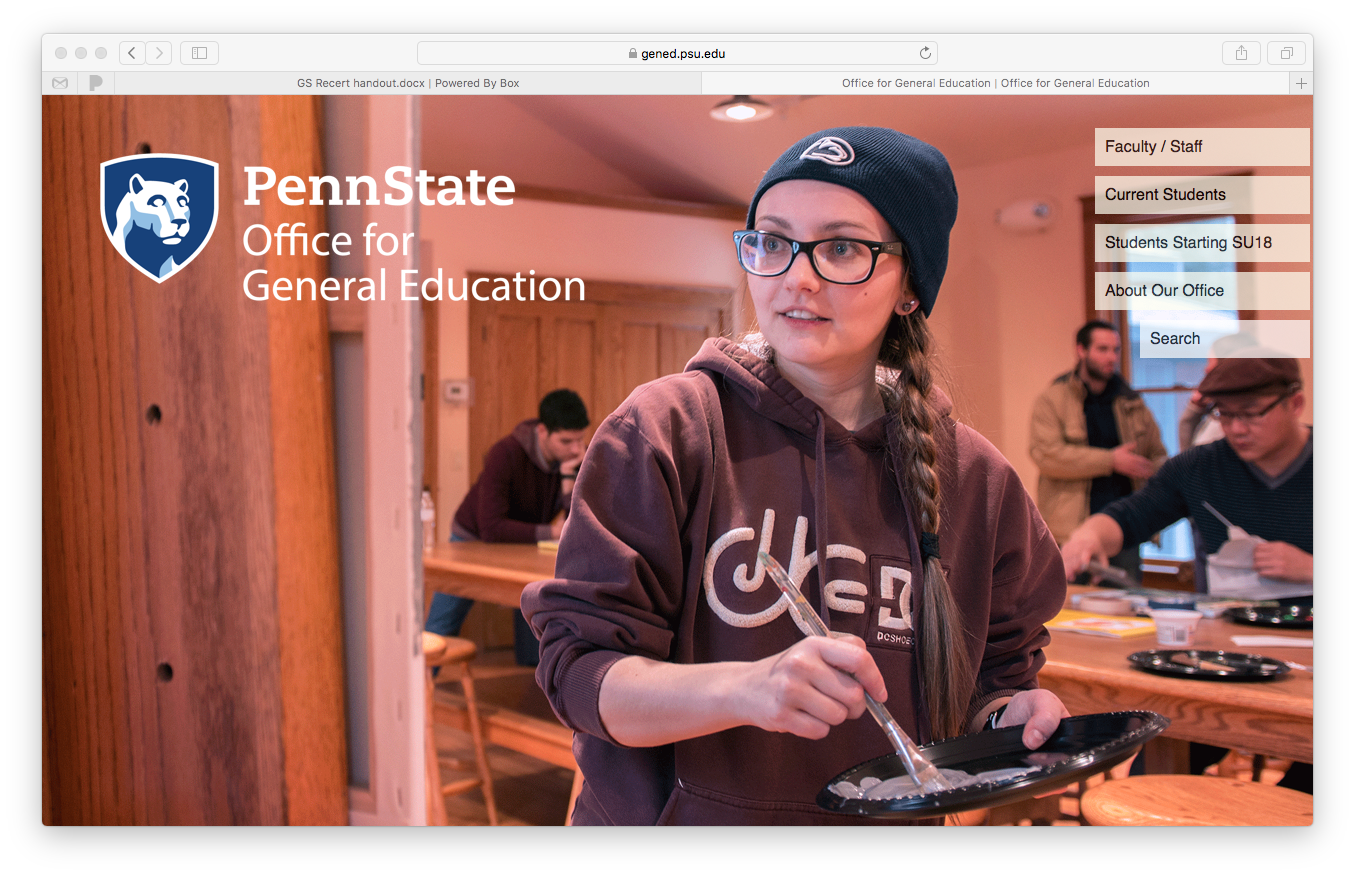 gened.psu.edu
GS Recert handout.docx | Powered By Box
Office for General Education | Office for General Education
PennState
Office for
General Education
Faculty / Staff
Current Students
Students Starting SU18
About Our Office
Search
DCSHOEC